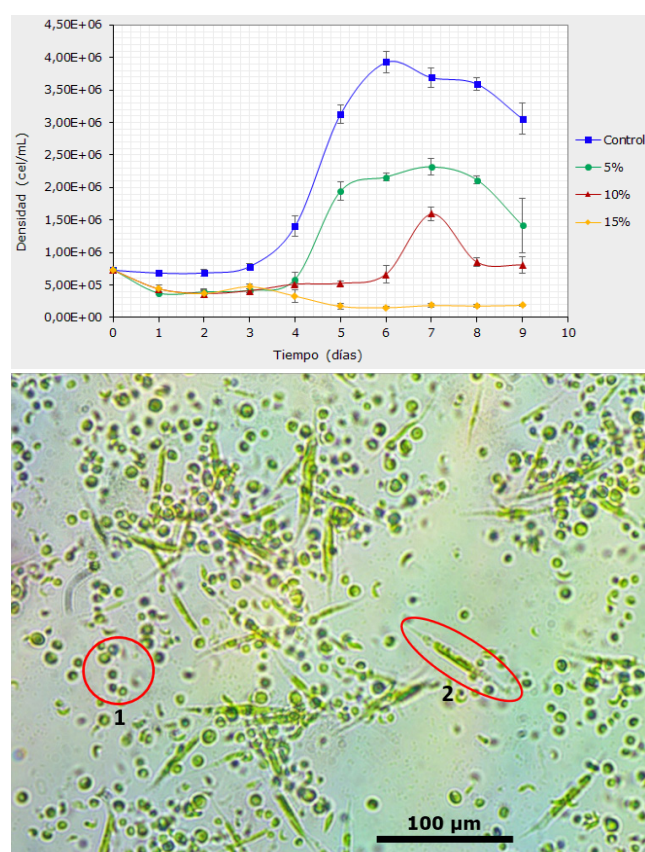 4,50E+06
4,00E+06
3,50E+06
3,00E+06
2,50E+06
2,00E+06
1,50E+06
1,00E+06
5,00E+05
0,00E+00
Densidad (cel/mL)
0 1 2 3 4 5 6 7 8 9 10
Tiempo (días)
Control
5%
10%
15%
1
2
100 µm